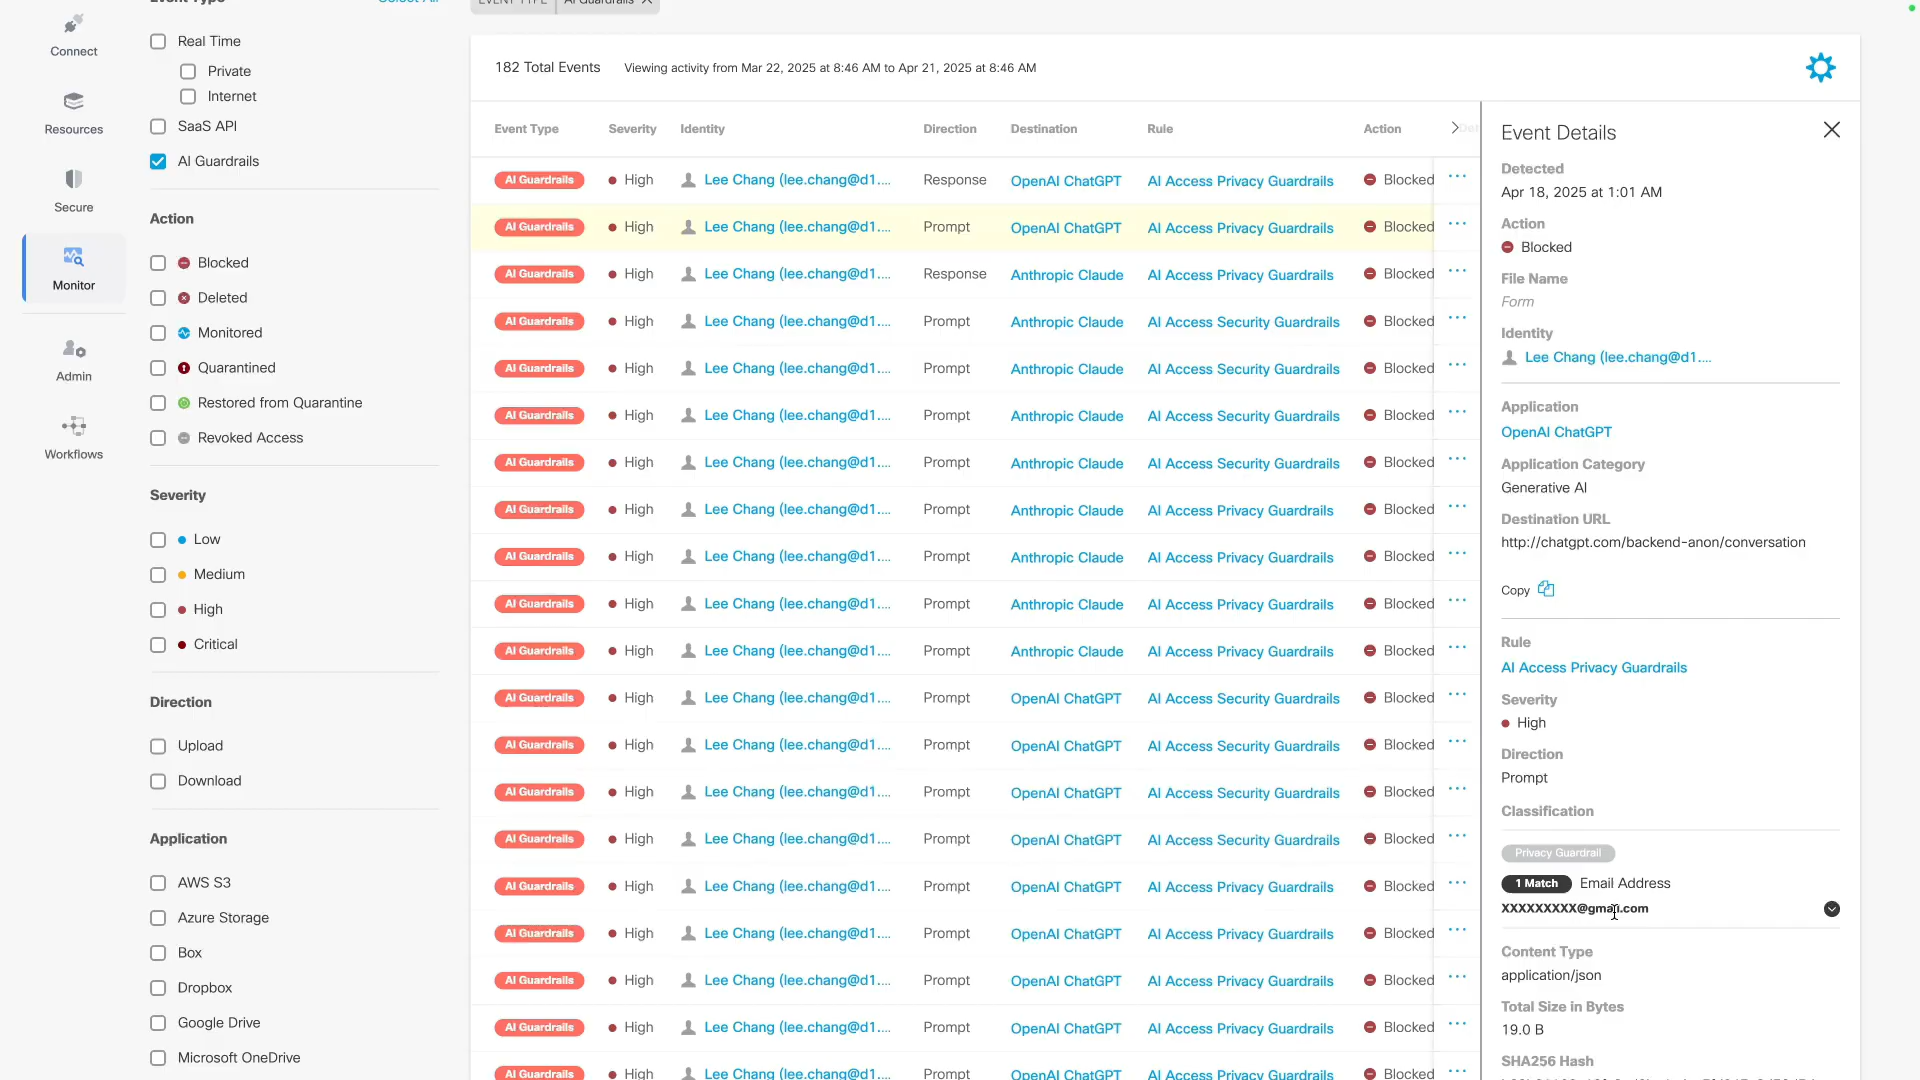 Connect
Resources
Secure
Monitor
Admin
Workflows
Event Type Select All
Real Time
Private
Internet
SaaS API
AI Guardrails
Action
Blocked
Deleted
Monitored
Quarantined
Restored from Quarantine
Revoked Access
Severity
Low
Medium
High
Critical
Direction
Upload
Download
Application
AWS S3
Azure Storage
Box
Dropbox
Google Drive
Microsoft OneDrive
EVENT TYPE AI Guardrails
182 Total Events Viewing activity from Mar 22, 2025 at 8:46 AM to Apr 21, 2025 at 8:46 AM
Event Type Severity Identity Direction Destination Rule Action
AI Guardrails High Lee Chang (lee.chang@d1.... Response OpenAI ChatGPT AI Access Privacy Guardrails Blocked
AI Guardrails High Lee Chang (lee.chang@d1.... Prompt OpenAI ChatGPT AI Access Privacy Guardrails Blocked
AI Guardrails High Lee Chang (lee.chang@d1.... Response Anthropic Claude AI Access Privacy Guardrails Blocked
AI Guardrails High Lee Chang (lee.chang@d1.... Prompt Anthropic Claude AI Access Security Guardrails Blocked
AI Guardrails High Lee Chang (lee.chang@d1.... Prompt Anthropic Claude AI Access Security Guardrails Blocked
AI Guardrails High Lee Chang (lee.chang@d1.... Prompt Anthropic Claude AI Access Security Guardrails Blocked
AI Guardrails High Lee Chang (lee.chang@d1.... Prompt Anthropic Claude AI Access Security Guardrails Blocked
AI Guardrails High Lee Chang (lee.chang@d1.... Prompt Anthropic Claude AI Access Privacy Guardrails Blocked
AI Guardrails High Lee Chang (lee.chang@d1.... Prompt Anthropic Claude AI Access Privacy Guardrails Blocked
AI Guardrails High Lee Chang (lee.chang@d1.... Prompt Anthropic Claude AI Access Privacy Guardrails Blocked
AI Guardrails High Lee Chang (lee.chang@d1.... Prompt Anthropic Claude AI Access Privacy Guardrails Blocked
AI Guardrails High Lee Chang (lee.chang@d1.... Prompt OpenAI ChatGPT AI Access Security Guardrails Blocked
AI Guardrails High Lee Chang (lee.chang@d1.... Prompt OpenAI ChatGPT AI Access Security Guardrails Blocked
AI Guardrails High Lee Chang (lee.chang@d1.... Prompt OpenAI ChatGPT AI Access Security Guardrails Blocked
AI Guardrails High Lee Chang (lee.chang@d1.... Prompt OpenAI ChatGPT AI Access Security Guardrails Blocked
AI Guardrails High Lee Chang (lee.chang@d1.... Prompt OpenAI ChatGPT AI Access Privacy Guardrails Blocked
AI Guardrails High Lee Chang (lee.chang@d1.... Prompt OpenAI ChatGPT AI Access Privacy Guardrails Blocked
AI Guardrails High Lee Chang (lee.chang@d1.... Prompt OpenAI ChatGPT AI Access Privacy Guardrails Blocked
AI Guardrails High Lee Chang (lee.chang@d1.... Prompt OpenAI ChatGPT AI Access Privacy Guardrails Blocked
AI Guardrails High Lee Chang (lee.chang@d1.... Prompt OpenAI ChatGPT AI Access Privacy Guardrails Blocked
Event Details
Detected
Apr 18, 2025 at 1:01 AM
Action
Blocked
File Name
Form
Identity
Lee Chang (lee.chang@d1....
Application
OpenAI ChatGPT
Application Category
Generative AI
Destination URL
http://chatgpt.com/backend-anon/conversation
Copy
Rule
AI Access Privacy Guardrails
Severity
High
Direction
Prompt
Classification
Privacy Guardrail
1 Match Email Address
XXXXXXXXX@gmail.com
Content Type
application/json
Total Size in Bytes
19.0 B
SHA256 Hash